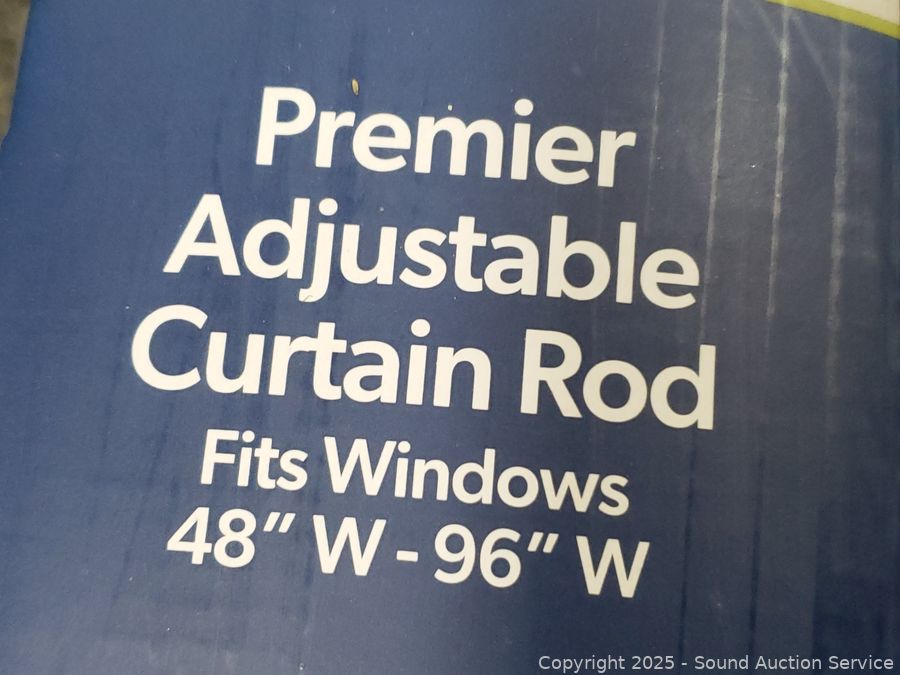 Premier
Adjustable
Curtain Rod
Fits Windows
48″ W - 96″ W
Copyright 2025 - Sound Auction Service